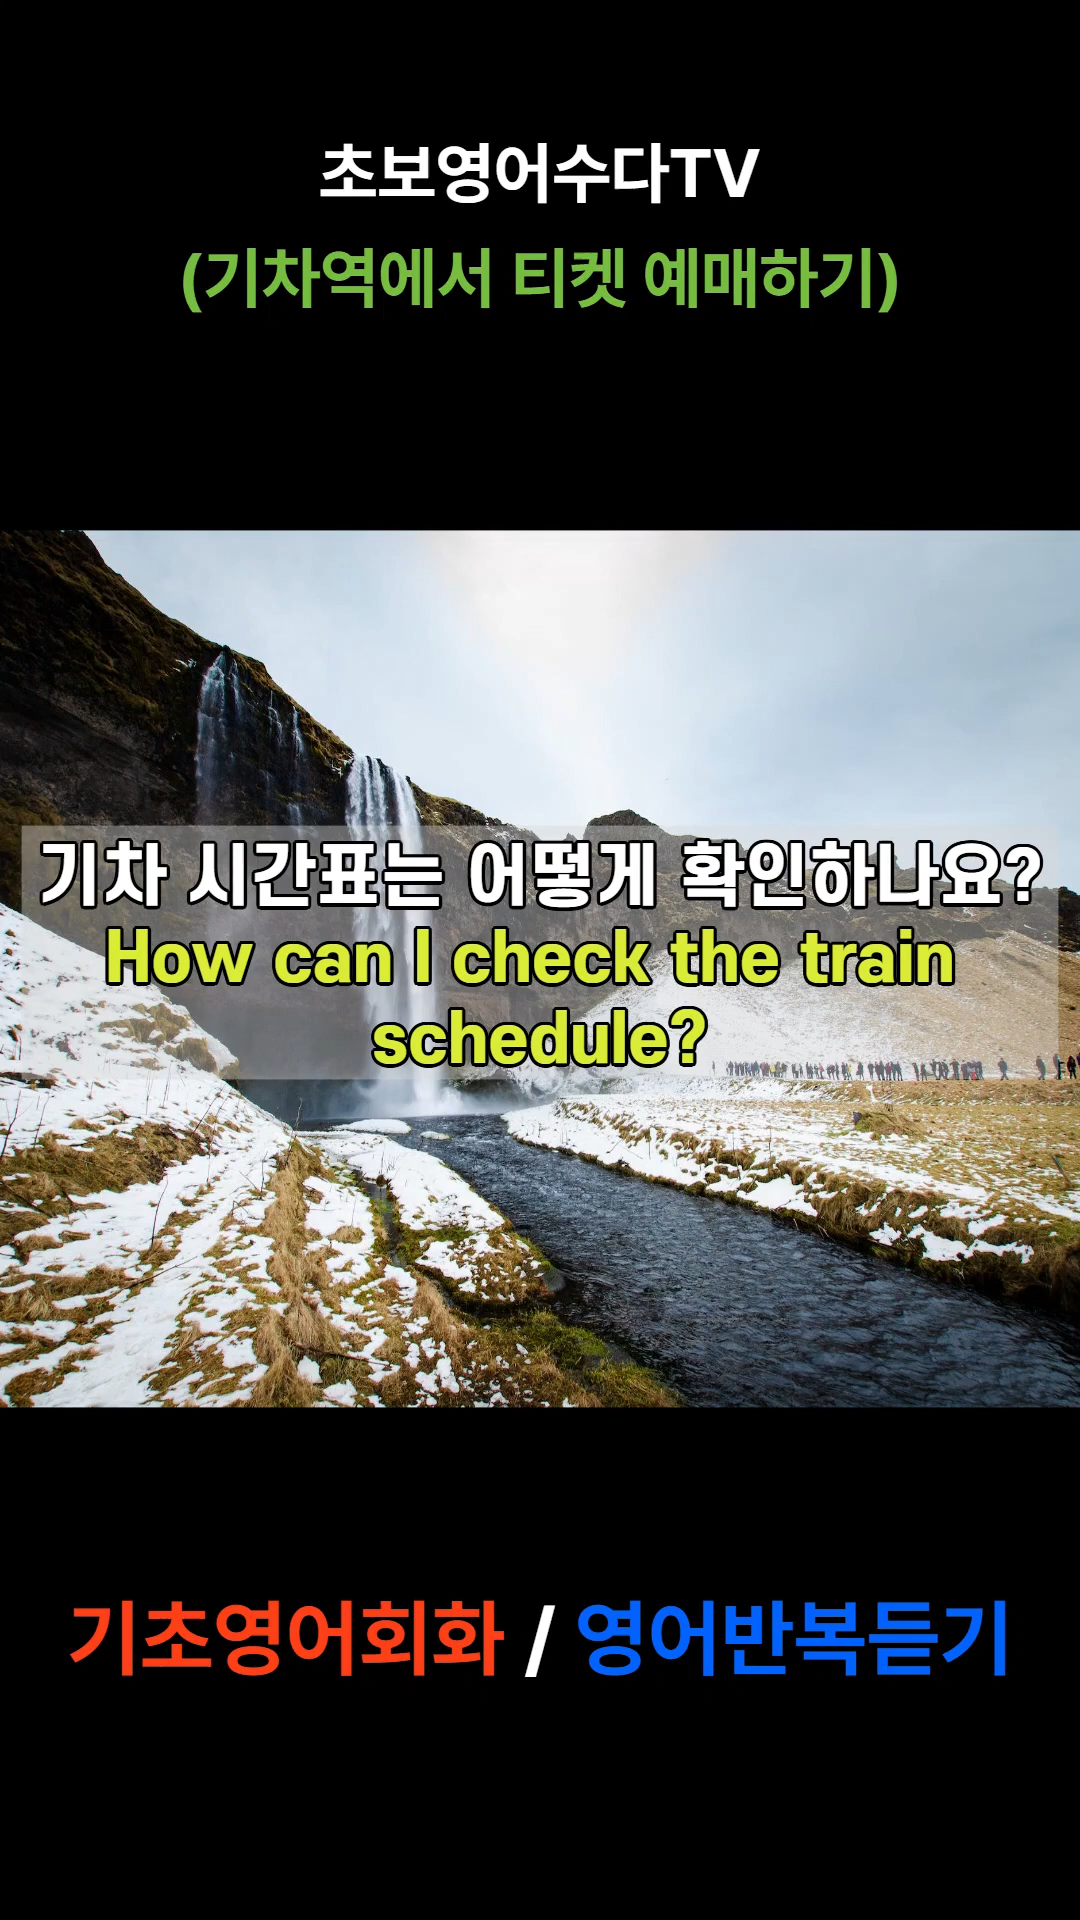 초보영어수다TV
(기차역에서 티켓 예매하기)
기차 시간표는 어떻게 확인하나요?
How can I check the train
schedule?
기초영어회화 / 영어반복듣기